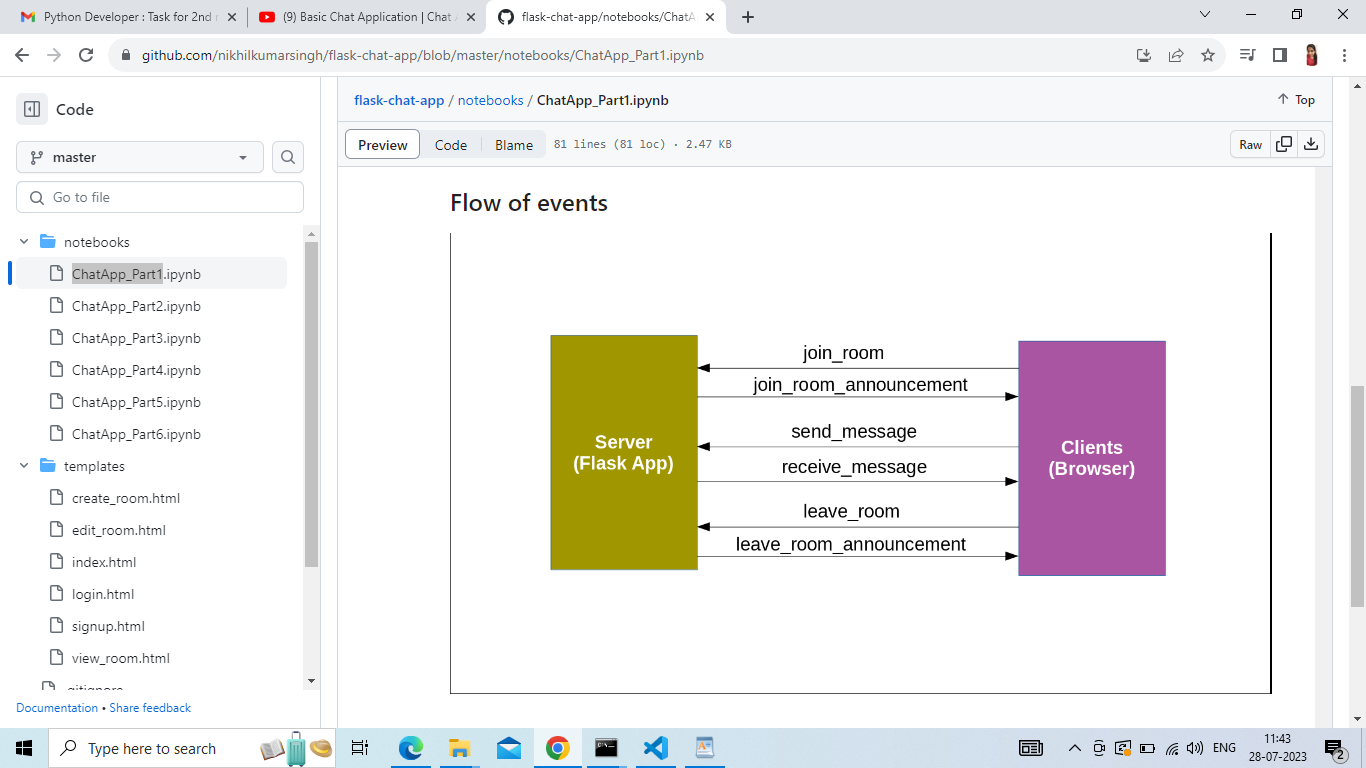 Python Developer : Task for 2nd r
(9) Basic Chat Application | Chat A
flask-chat-app/notebooks/ChatA
github.com/nikhilkumarsingh/flask-chat-app/blob/master/notebooks/ChatApp_Part1.ipynb
Code
master
Go to file
notebooks
ChatApp_Part1.ipynb
ChatApp_Part2.ipynb
ChatApp_Part3.ipynb
ChatApp_Part4.ipynb
ChatApp_Part5.ipynb
ChatApp_Part6.ipynb
templates
create_room.html
edit_room.html
index.html
login.html
signup.html
view_room.html
.gitignore
Documentation • Share feedback
flask-chat-app / notebooks / ChatApp_Part1.ipynb
Top
Preview Code Blame 81 lines (81 loc) · 2.47 KB
Raw
Flow of events
join_room
join_room_announcement
send_message
receive_message
leave_room
leave_room_announcement
Server
(Flask App)
Clients
(Browser)
Type here to search
ENG
11:43
28-07-2023
2